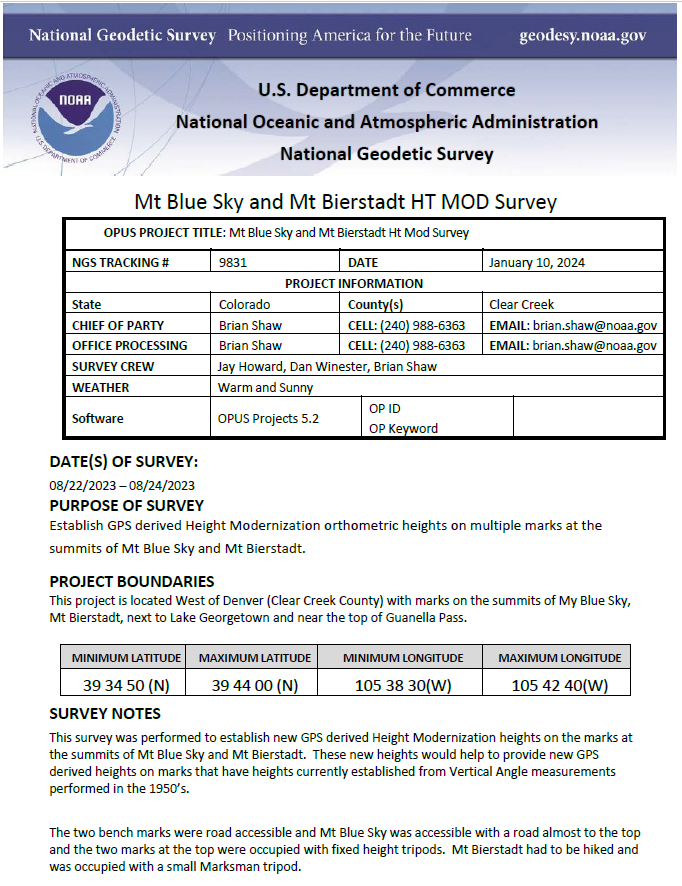 National Geodetic Survey Positioning America for the Future geodesy.noaa.gov
NATIONAL OCEANIC AND ATMOSPHERIC ADMINISTRATION
NOAA
U.S. DEPARTMENT OF COMMERCE
U.S. Department of Commerce
National Oceanic and Atmospheric Administration
National Geodetic Survey
Mt Blue Sky and Mt Bierstadt HT MOD Survey
OPUS PROJECT TITLE: Mt Blue Sky and Mt Bierstadt Ht Mod Survey
NGS TRACKING # 9831 DATE January 10, 2024
PROJECT INFORMATION
State Colorado County(s) Clear Creek
CHIEF OF PARTY Brian Shaw CELL: (240) 988-6363 EMAIL: brian.shaw@noaa.gov
OFFICE PROCESSING Brian Shaw CELL: (240) 988-6363 EMAIL: brian.shaw@noaa.gov
SURVEY CREW Jay Howard, Dan Winester, Brian Shaw
WEATHER Warm and Sunny
Software OPUS Projects 5.2 OP ID
OP Keyword
DATE(S) OF SURVEY:
08/22/2023 – 08/24/2023
PURPOSE OF SURVEY
Establish GPS derived Height Modernization orthometric heights on multiple marks at the
summits of Mt Blue Sky and Mt Bierstadt.
PROJECT BOUNDARIES
This project is located West of Denver (Clear Creek County) with marks on the summits of My Blue Sky,
Mt Bierstadt, next to Lake Georgetown and near the top of Guanella Pass.
MINIMUM LATITUDE MAXIMUM LATITUDE MINIMUM LONGITUDE MAXIMUM LONGITUDE
39 34 50 (N) 39 44 00 (N) 105 38 30(W) 105 42 40(W)
SURVEY NOTES
This survey was performed to establish new GPS derived Height Modernization heights on the marks at
the summits of Mt Blue Sky and Mt Bierstadt.  These new heights would help to provide new GPS
derived heights on marks that have heights currently established from Vertical Angle measurements
performed in the 1950's.
The two bench marks were road accessible and Mt Blue Sky was accessible with a road almost to the top
and the two marks at the top were occupied with fixed height tripods.  Mt Bierstadt had to be hiked and
was occupied with a small Marksman tripod.